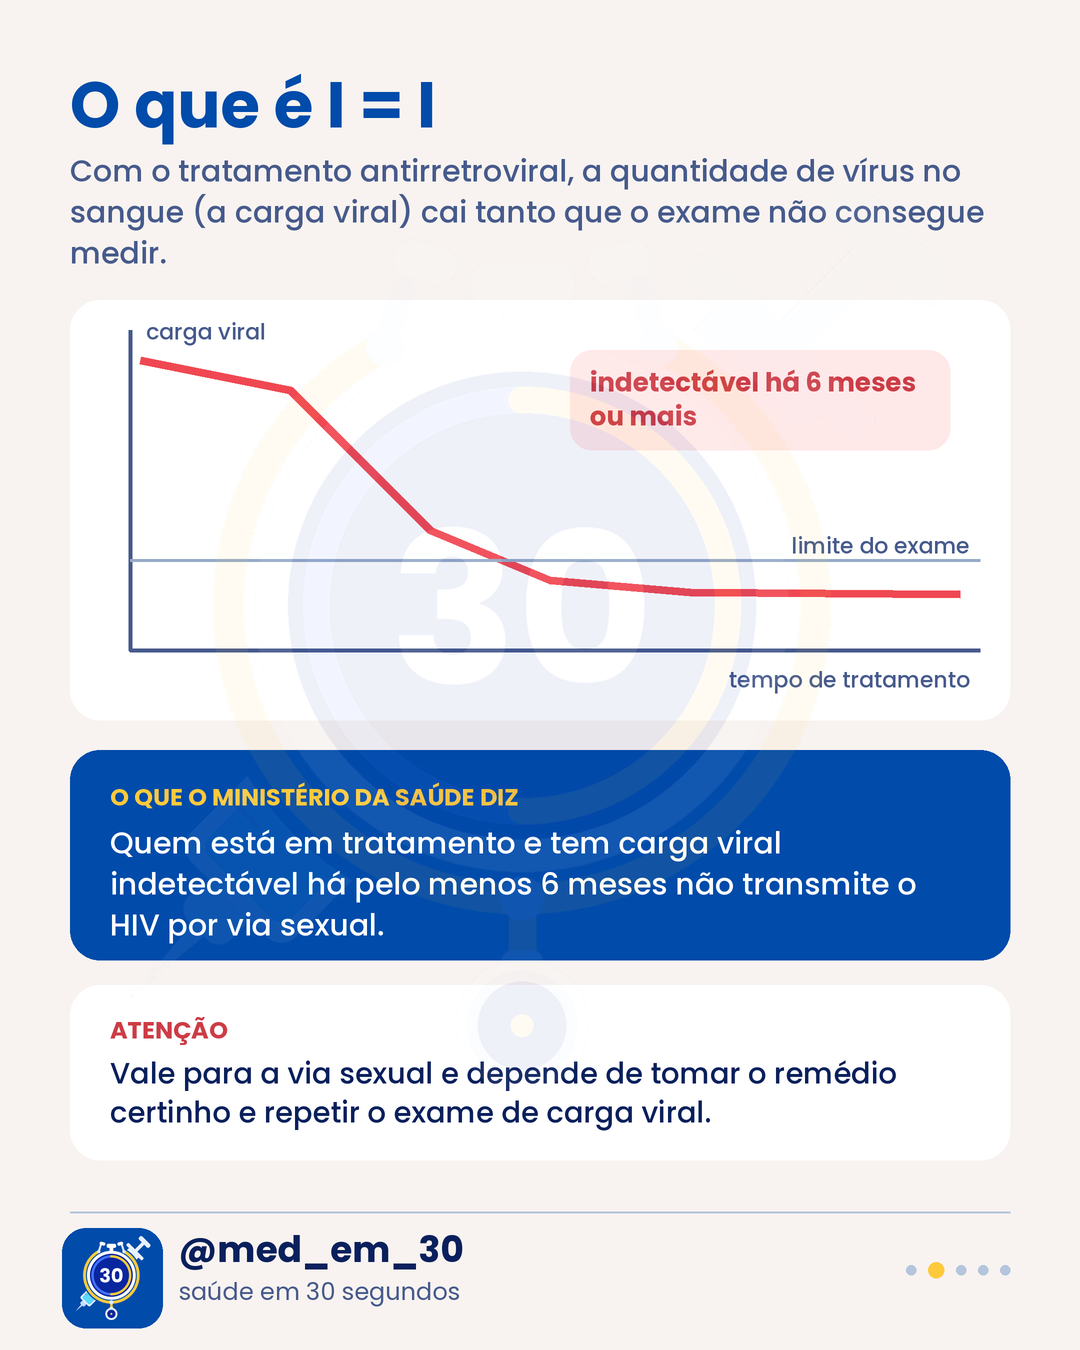 O que é I = I
Com o tratamento antirretroviral, a quantidade de vírus no
sangue (a carga viral) cai tanto que o exame não consegue
medir.
carga viral
indetectável há 6 meses
ou mais
limite do exame
30
tempo de tratamento
O QUE O MINISTÉRIO DA SAÚDE DIZ
Quem está em tratamento e tem carga viral
indetectável há pelo menos 6 meses não transmite o
HIV por via sexual.
ATENÇÃO
Vale para a via sexual e depende de tomar o remédio
certinho e repetir o exame de carga viral.
30
@med_em_30
saúde em 30 segundos